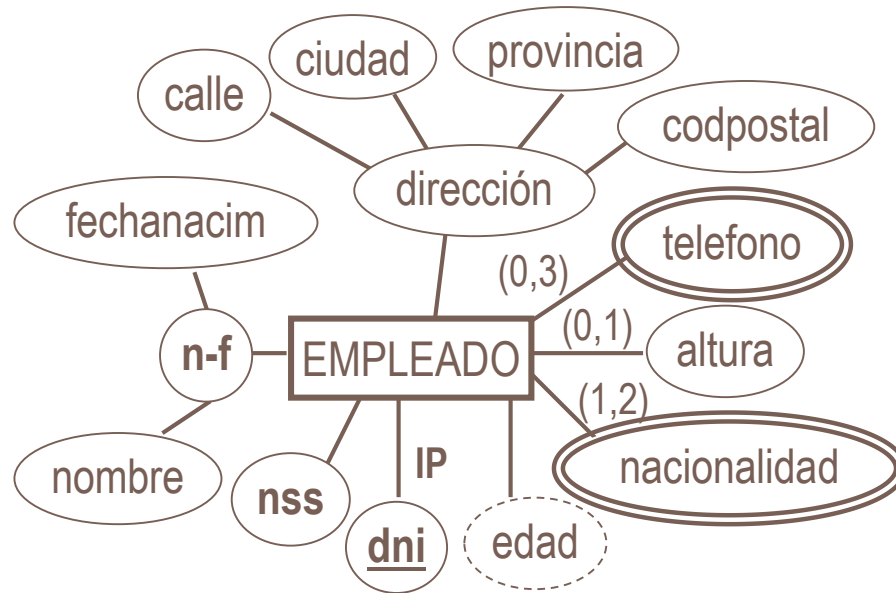 ciudad
provincia
calle
codpostal
dirección
fechanacim
telefono
(0,3)
(0,1)
n-f
EMPLEADO
altura
(1,2)
nombre
IP
nacionalidad
nss
dni
edad